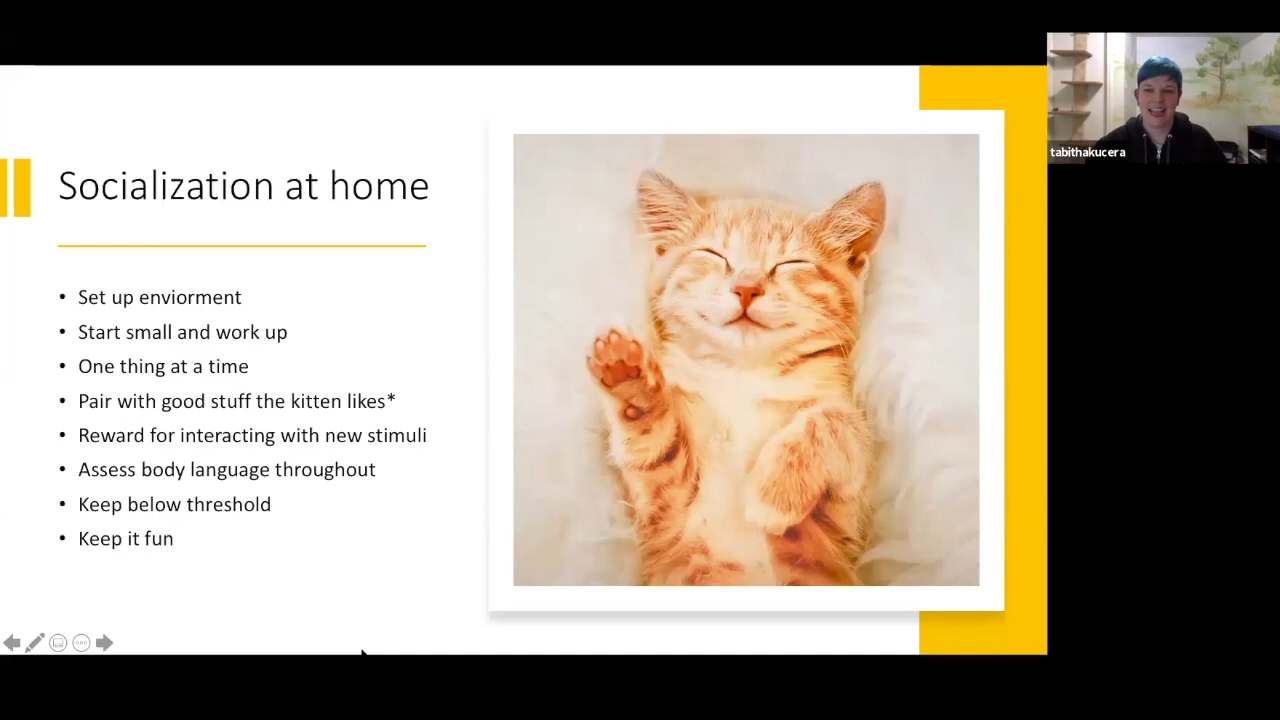 Socialization at home
• Set up enviorment
• Start small and work up
• One thing at a time
• Pair with good stuff the kitten likes*
• Reward for interacting with new stimuli
• Assess body language throughout
• Keep below threshold
• Keep it fun
tabithakucera